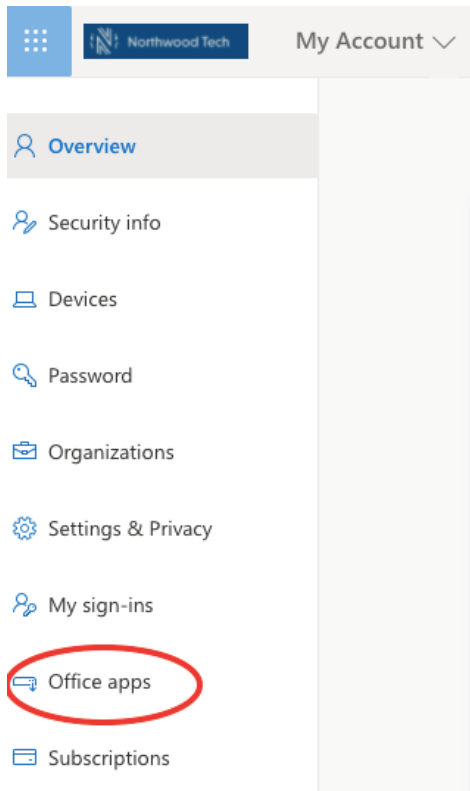 Northwood Tech My Account
Overview
Security info
Devices
Password
Organizations
Settings & Privacy
My sign-ins
Office apps
Subscriptions